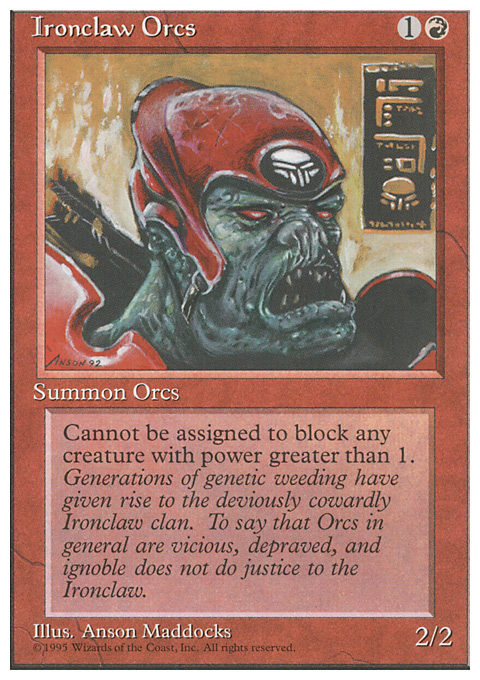 Ironclaw Orcs
1
ANSON 92
Summon Orcs
Cannot be assigned to block any
creature with power greater than 1.
Generations of genetic weeding have
given rise to the deviously cowardly
Ironclaw clan. To say that Orcs in
general are vicious, depraved, and
ignoble does not do justice to the
Ironclaw.
Illus. Anson Maddocks
©1995 Wizards of the Coast, Inc. All rights reserved.
2/2